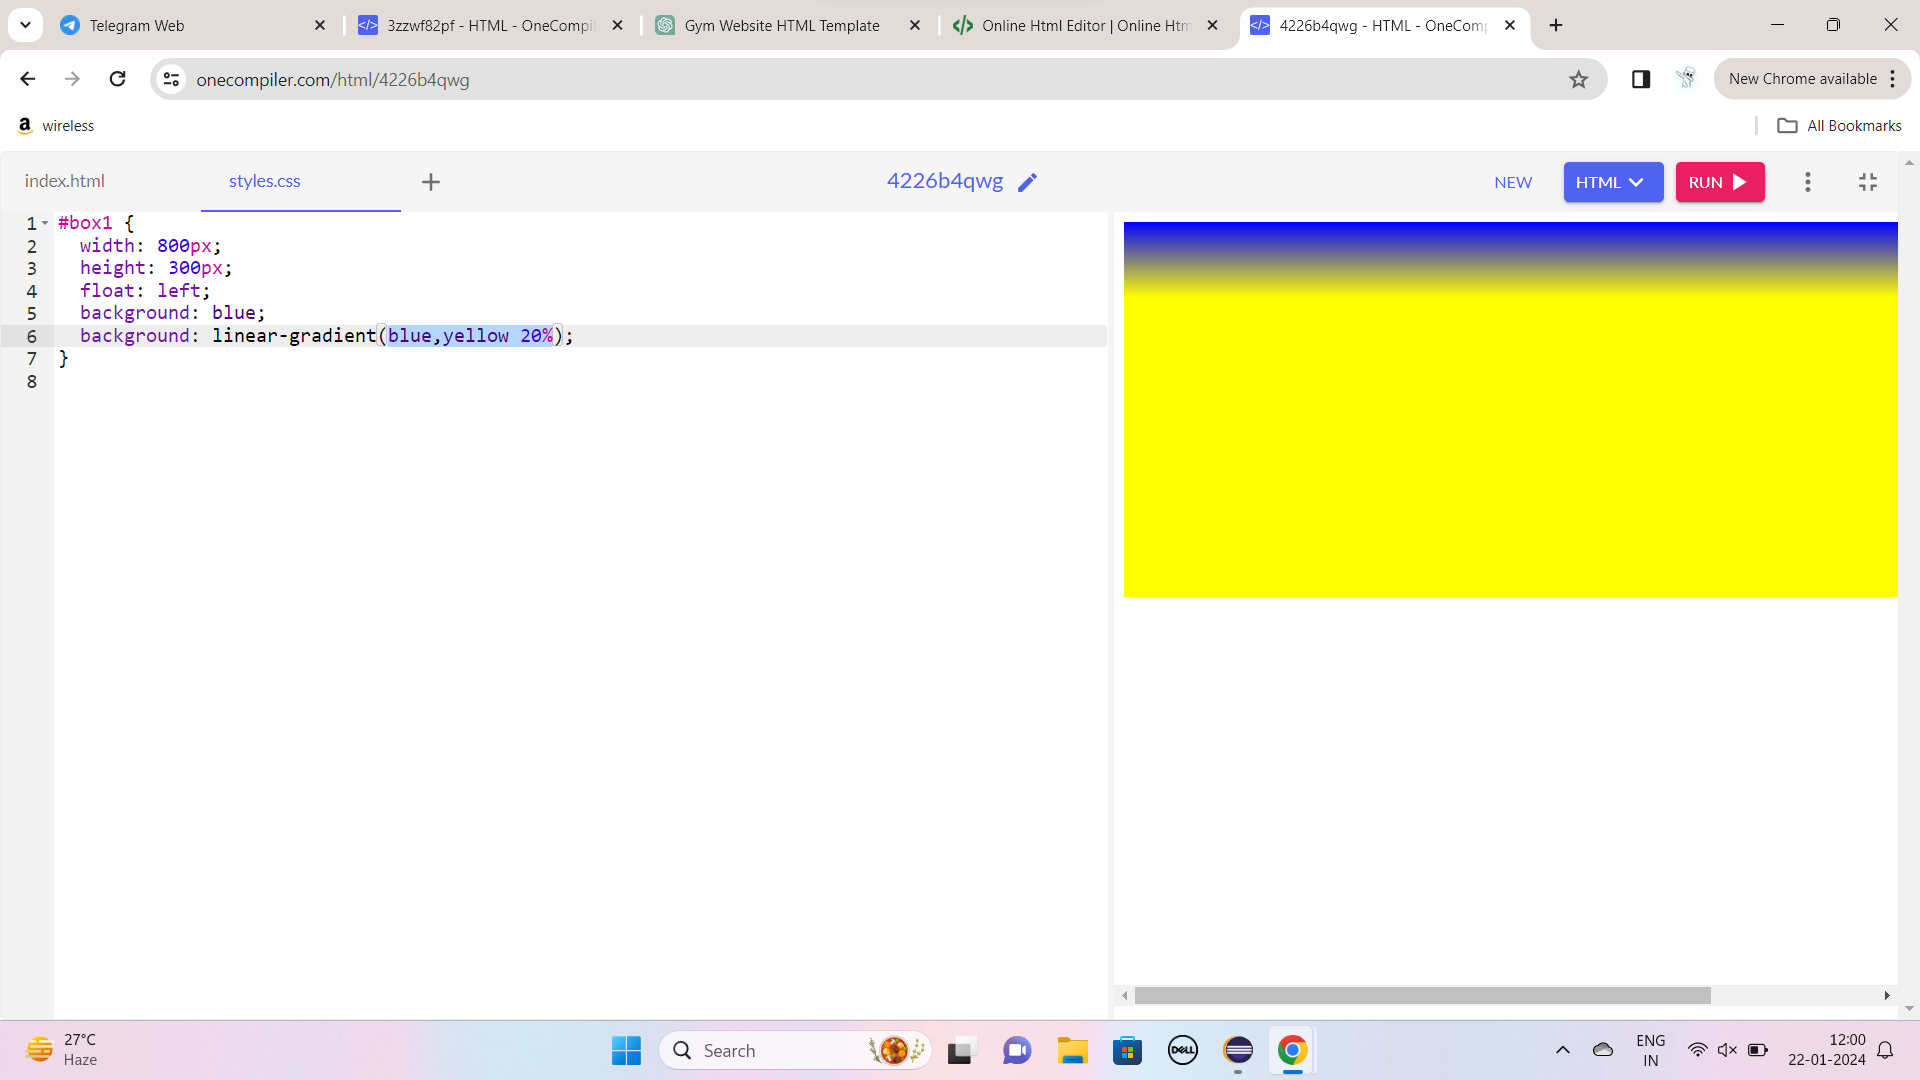 Telegram Web
3zzwf82pf - HTML - OneCompil
Gym Website HTML Template
Online Html Editor | Online Htm
4226b4qwg - HTML - OneComp
onecompiler.com/html/4226b4qwg
New Chrome available
wireless
All Bookmarks
index.html
styles.css
4226b4qwg
NEW
HTML
RUN
1 #box1 {
2 width: 800px;
3 height: 300px;
4 float: left;
5 background: blue;
6 background: linear-gradient(blue,yellow 20%);
7 }
8
27°C
Haze
Search
DELL
ENG
IN
12:00
22-01-2024